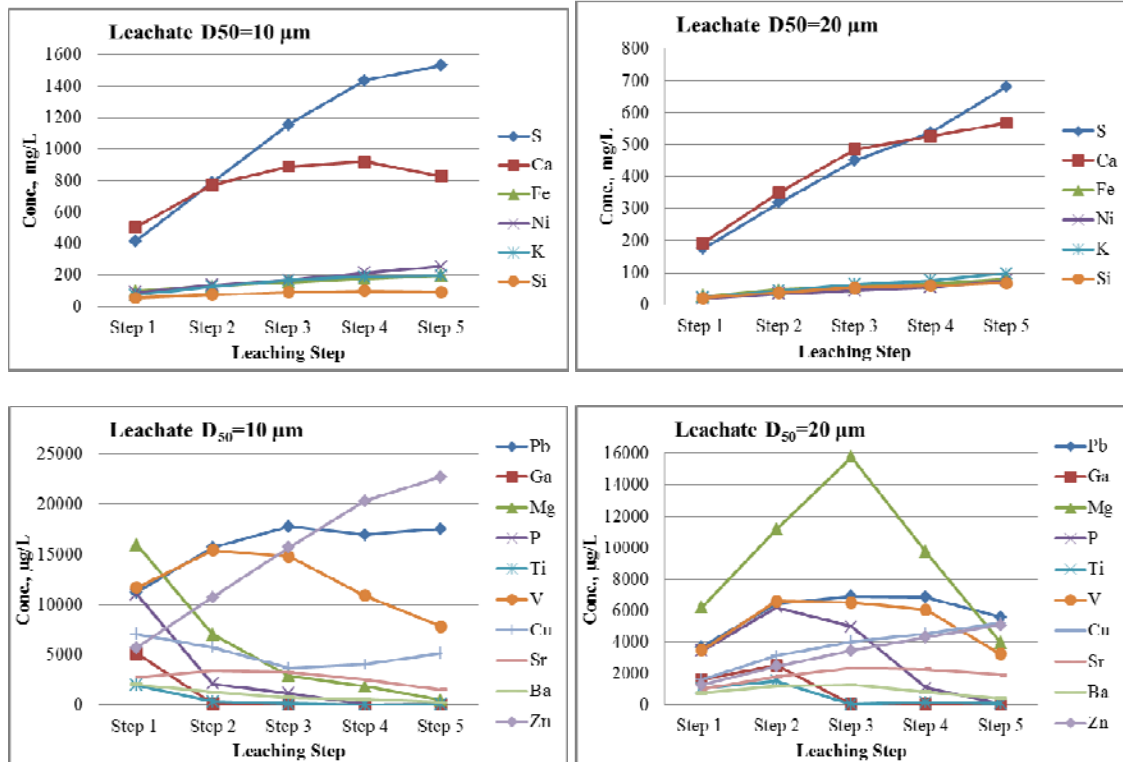 Leachate D50=10 µm
1600
1400
1200
1000
800
600
400
200
0
Conc., mg/L
Step 1 Step 2 Step 3 Step 4 Step 5
Leaching Step
S
Ca
Fe
Ni
K
Si
Leachate D50=20 µm
800
700
600
500
400
300
200
100
0
Conc., mg/L
Step 1 Step 2 Step 3 Step 4 Step 5
Leaching Step
S
Ca
Fe
Ni
K
Si
Leachate D₅₀=10 µm
25000
20000
15000
10000
5000
0
Conc., µg/L
Step 1 Step 2 Step 3 Step 4 Step 5
Leaching Step
Pb
Ga
Mg
P
Ti
V
Cu
Sr
Ba
Zn
Leachate D₅₀=20 µm
16000
14000
12000
10000
8000
6000
4000
2000
0
Conc., µg/L
Step 1 Step 2 Step 3 Step 4 Step 5
Leaching Step
Pb
Ga
Mg
P
Ti
V
Cu
Sr
Ba
Zn